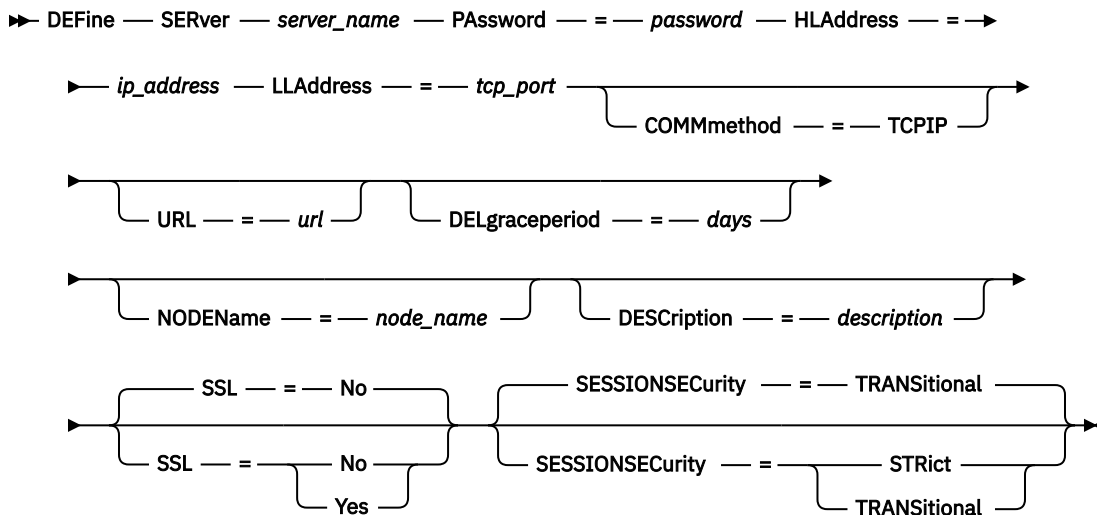 DEFine SERver server_name PAssword = password HLAddress =
ip_address LLAddress = tcp_port
COMMmethod = TCPIP
URL = url
DELgraceperiod = days
NODEName = node_name
DESCription = description
SSL = No
SSL = No
Yes
SESSIONSECurity = TRANSitional
SESSIONSECurity = STRict
TRANSitional